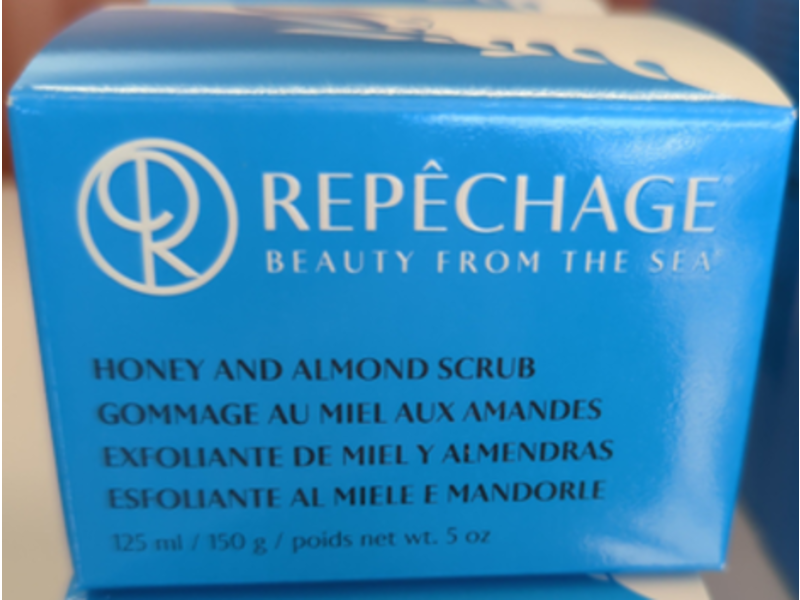 REPÊCHAGE
BEAUTY FROM THE SEA
HONEY AND ALMOND SCRUB
GOMMAGE AU MIEL AUX AMANDES
EXFOLIANTE DE MIEL Y ALMENDRAS
ESFOLIANTE AL MIELE E MANDORLE
125 ml / 150 g / poids net wt. 5 oz